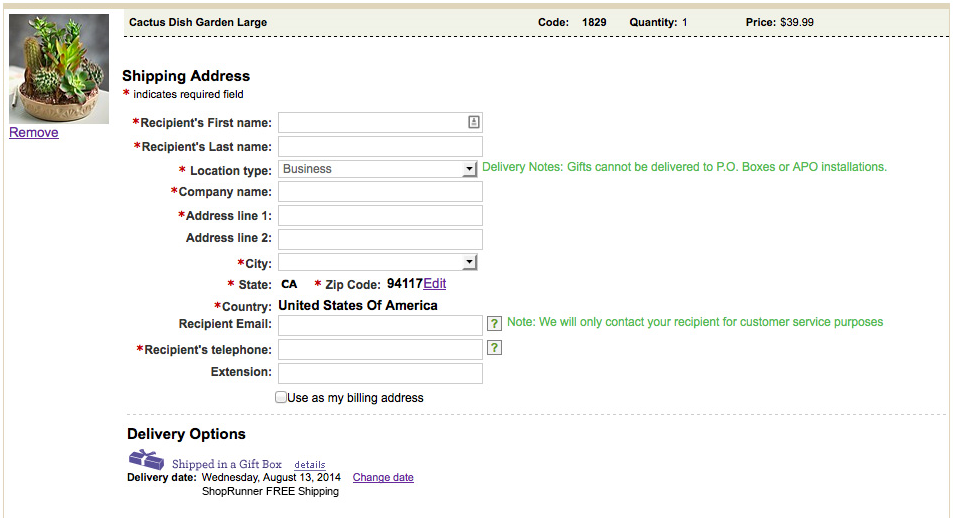 Cactus Dish Garden Large Code: 1829 Quantity: 1 Price: $39.99
Remove
Shipping Address
* indicates required field
*Recipient's First name:
*Recipient's Last name:
* Location type: Business Delivery Notes: Gifts cannot be delivered to P.O. Boxes or APO installations.
*Company name:
*Address line 1:
Address line 2:
*City:
* State: CA * Zip Code: 94117Edit
*Country: United States Of America
Recipient Email: ? Note: We will only contact your recipient for customer service purposes
*Recipient's telephone: ?
Extension:
Use as my billing address
Delivery Options
Shipped in a Gift Box details
Delivery date: Wednesday, August 13, 2014 Change date
ShopRunner FREE Shipping